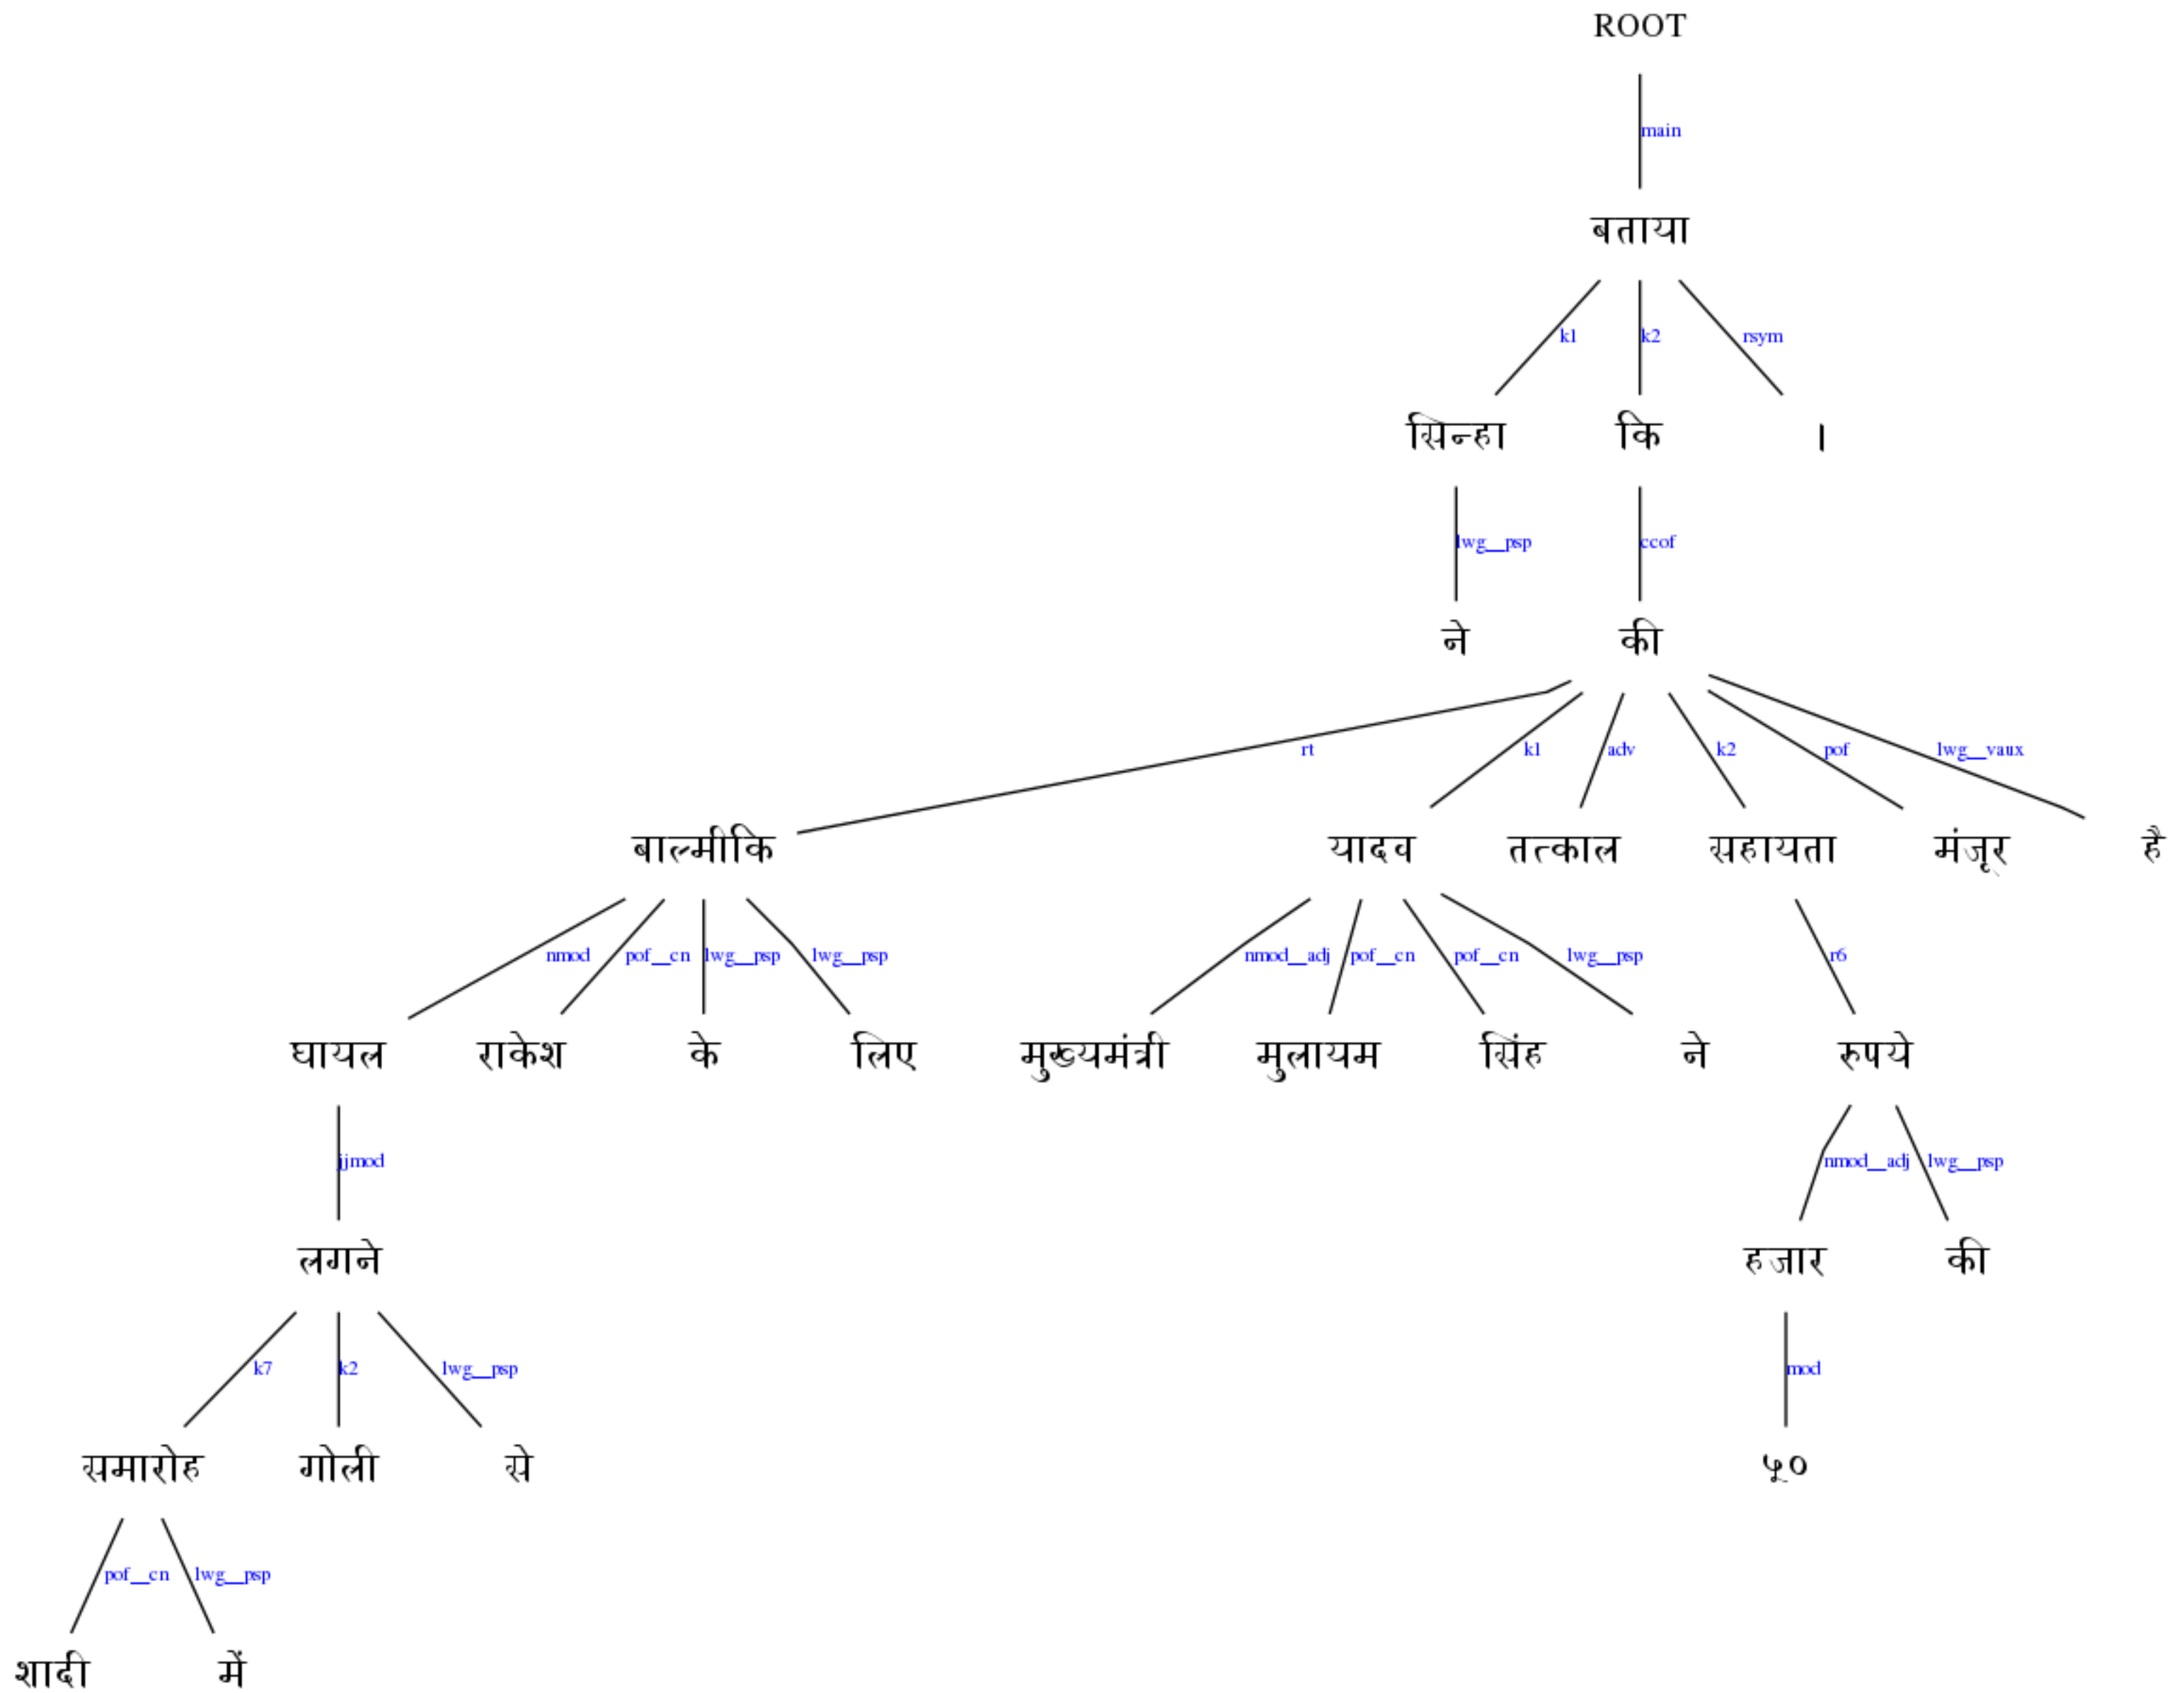 ROOT
main
बताया
k1 k2 rsym
सिन्हा कि ।
lwg__psp ccof
ने की
rt k1 adv k2 pof lwg__vaux
बाल्मीकि यादव तत्काल सहायता मंजूर है
nmod pof__cn lwg__psp lwg__psp nmod__adj pof__cn pof__cn lwg__psp r6
घायल राकेश के लिए मुख्यमंत्री मुलायम सिंह ने रुपये
jjmod nmod__adj lwg__psp
लगने हजार की
k7 k2 lwg__psp mod
समारोह गोली से ५०
pof__cn lwg__psp
शादी में